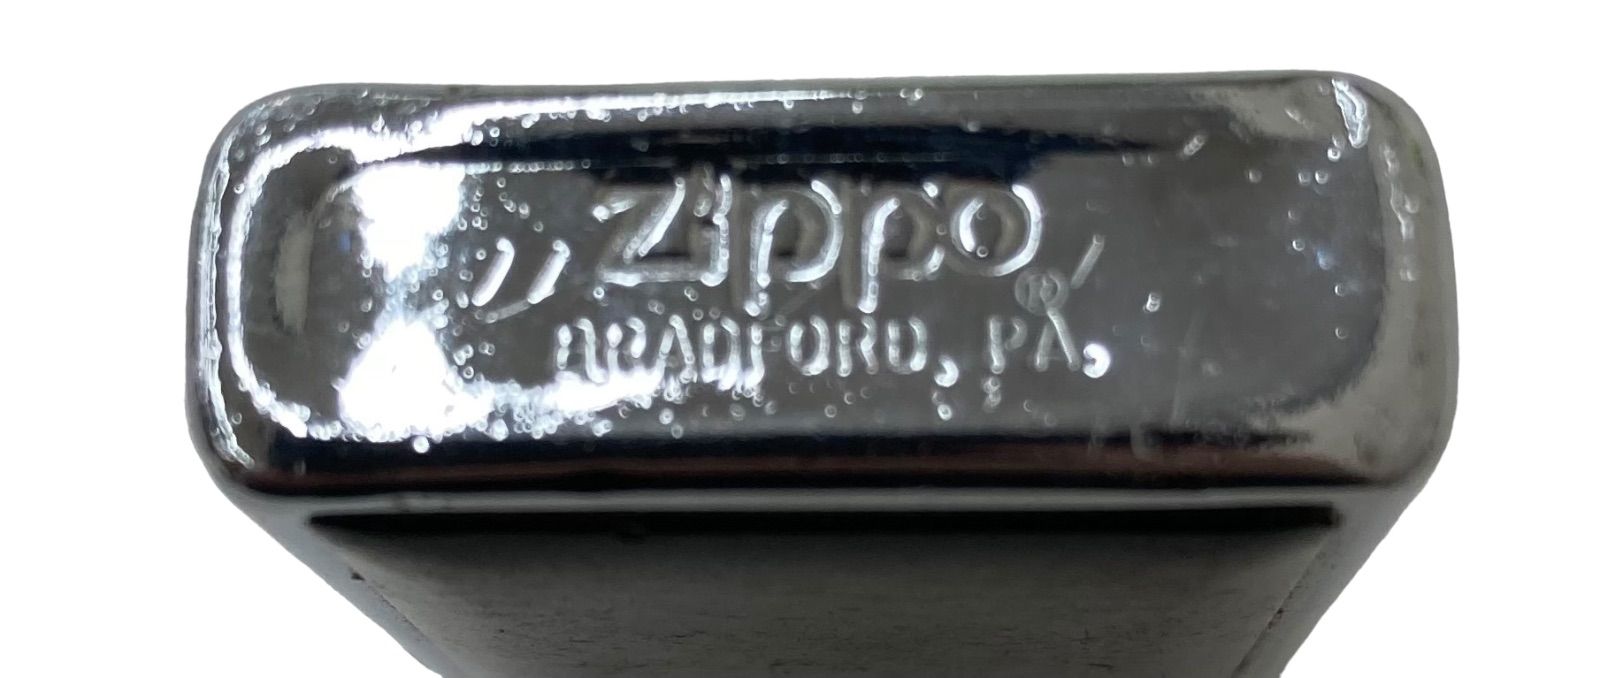 // Zippo ® /
BRADFORD, PA.